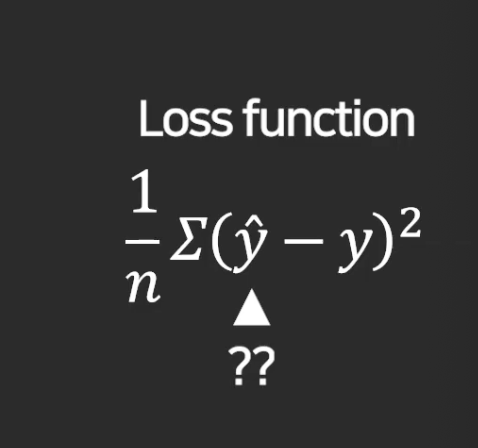 Loss function
1/n Σ(ŷ − y)²
▲
??